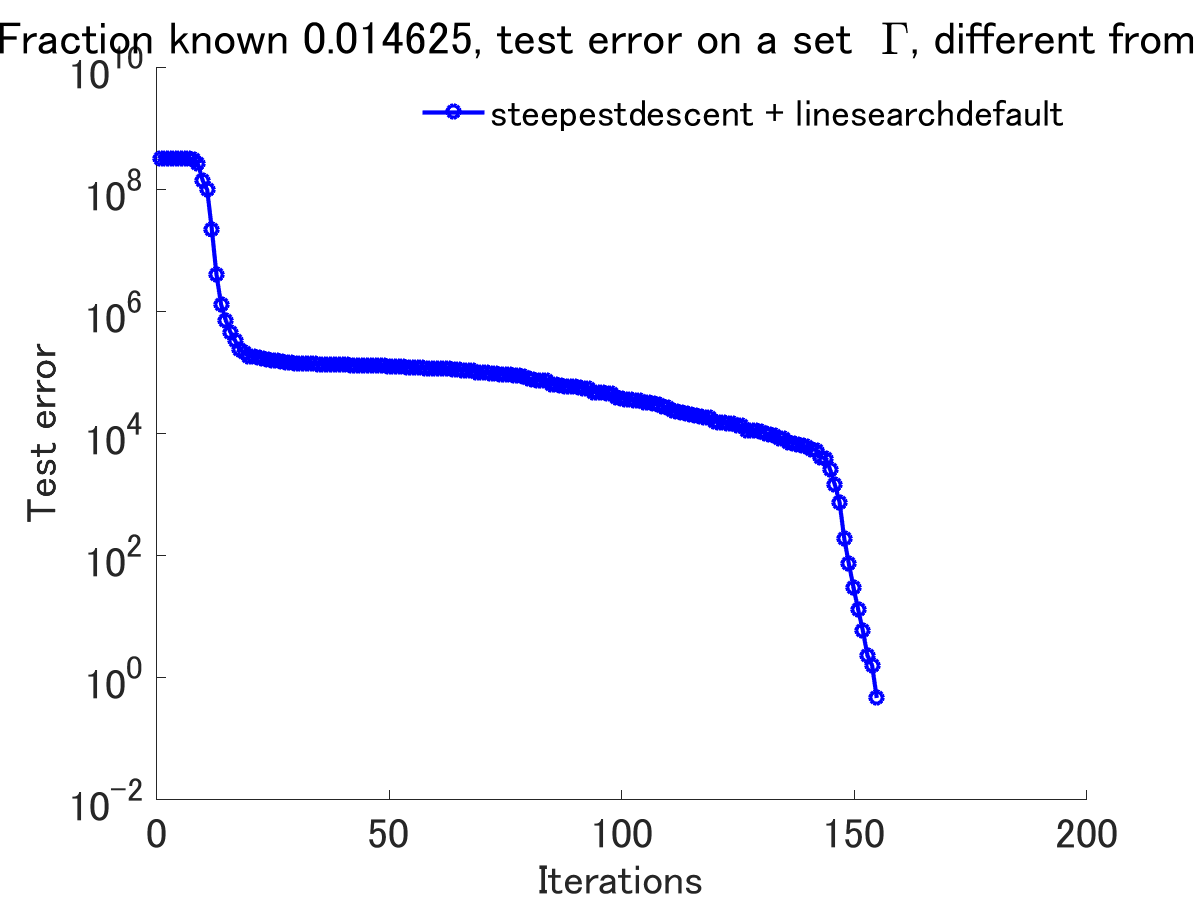 Fraction known 0.014625, test error on a set Γ, different from
10^10
steepestdescent + linesearchdefault
10^8
10^6
10^4
10^2
10^0
10^-2
Test error
0 50 100 150 200
Iterations